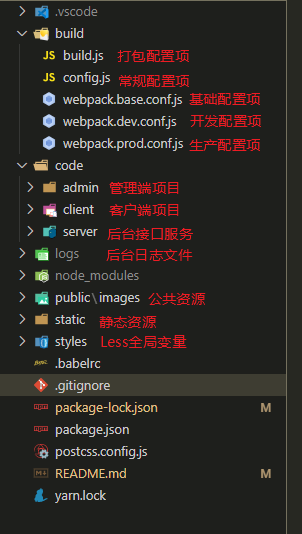 .vscode
build
build.js 打包配置项
config.js 常规配置项
webpack.base.conf.js 基础配置项
webpack.dev.conf.js 开发配置项
webpack.prod.conf.js 生产配置项
code
admin 管理端项目
client 客户端项目
server 后台接口服务
logs 后台日志文件
node_modules
public\images 公共资源
static 静态资源
styles Less全局变量
.babelrc
.gitignore
package-lock.json M
package.json
postcss.config.js
README.md M
yarn.lock